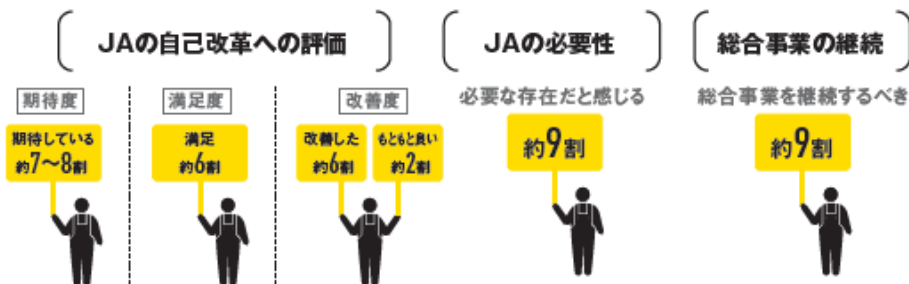 JAの自己改革への評価
期待度
期待している
約7〜8割
満足度
満足
約6割
改善度
改善した
約6割
もともと良い
約2割
JAの必要性
必要な存在だと感じる
約9割
総合事業の継続
総合事業を継続するべき
約9割